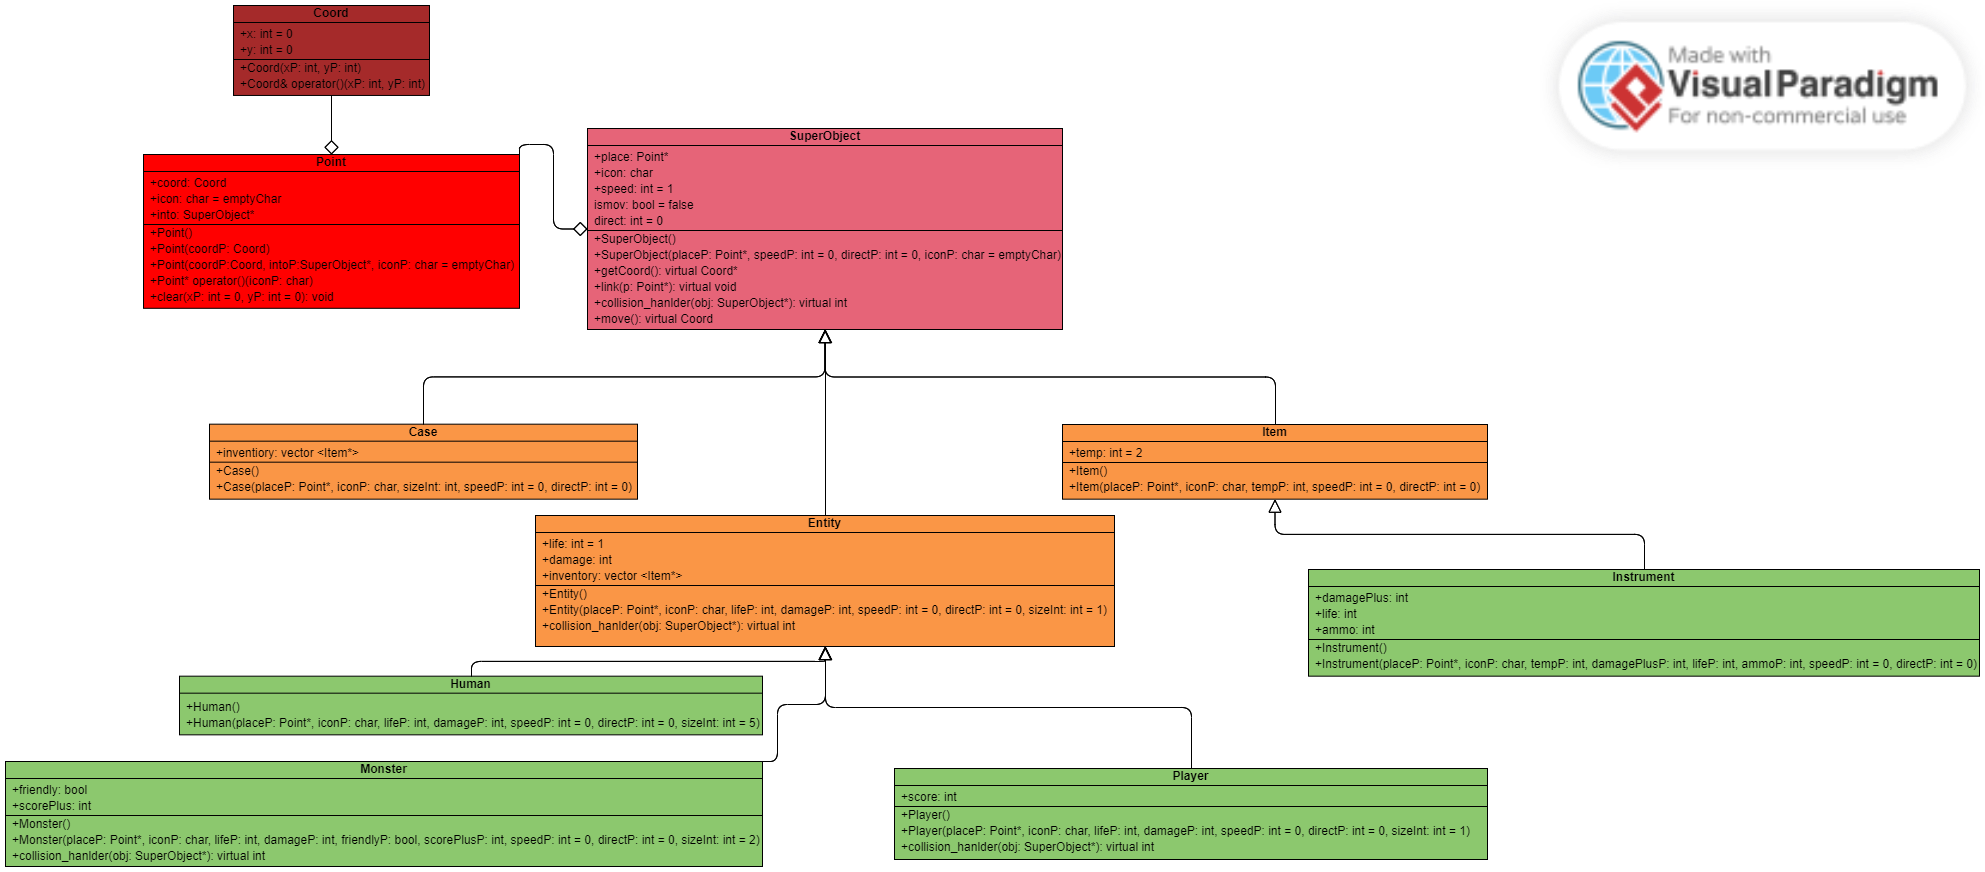 Coord
+x: int = 0
+y: int = 0
+Coord(xP: int, yP: int)
+Coord& operator()(xP: int, yP: int)
Made with
Visual Paradigm
For non-commercial use
Point
+coord: Coord
+icon: char = emptyChar
+into: SuperObject*
+Point()
+Point(coordP: Coord)
+Point(coordP:Coord, intoP:SuperObject*, iconP: char = emptyChar)
+Point* operator()(iconP: char)
+clear(xP: int = 0, yP: int = 0): void
SuperObject
+place: Point*
+icon: char
+speed: int = 1
ismov: bool = false
direct: int = 0
+SuperObject()
+SuperObject(placeP: Point*, speedP: int = 0, directP: int = 0, iconP: char = emptyChar)
+getCoord(): virtual Coord*
+link(p: Point*): virtual void
+collision_hanlder(obj: SuperObject*): virtual int
+move(): virtual Coord
Case
+inventiory: vector <Item*>
+Case()
+Case(placeP: Point*, iconP: char, sizeInt: int, speedP: int = 0, directP: int = 0)
Item
+temp: int = 2
+Item()
+Item(placeP: Point*, iconP: char, tempP: int, speedP: int = 0, directP: int = 0)
Entity
+life: int = 1
+damage: int
+inventory: vector <Item*>
+Entity()
+Entity(placeP: Point*, iconP: char, lifeP: int, damageP: int, speedP: int = 0, directP: int = 0, sizeInt: int = 1)
+collision_hanlder(obj: SuperObject*): virtual int
Instrument
+damagePlus: int
+life: int
+ammo: int
+Instrument()
+Instrument(placeP: Point*, iconP: char, tempP: int, damagePlusP: int, lifeP: int, ammoP: int, speedP: int = 0, directP: int = 0)
Human
+Human()
+Human(placeP: Point*, iconP: char, lifeP: int, damageP: int, speedP: int = 0, directP: int = 0, sizeInt: int = 5)
Monster
+friendly: bool
+scorePlus: int
+Monster()
+Monster(placeP: Point*, iconP: char, lifeP: int, damageP: int, friendlyP: bool, scorePlusP: int, speedP: int = 0, directP: int = 0, sizeInt: int = 2)
+collision_hanlder(obj: SuperObject*): virtual int
Player
+score: int
+Player()
+Player(placeP: Point*, iconP: char, lifeP: int, damageP: int, speedP: int = 0, directP: int = 0, sizeInt: int = 1)
+collision_hanlder(obj: SuperObject*): virtual int